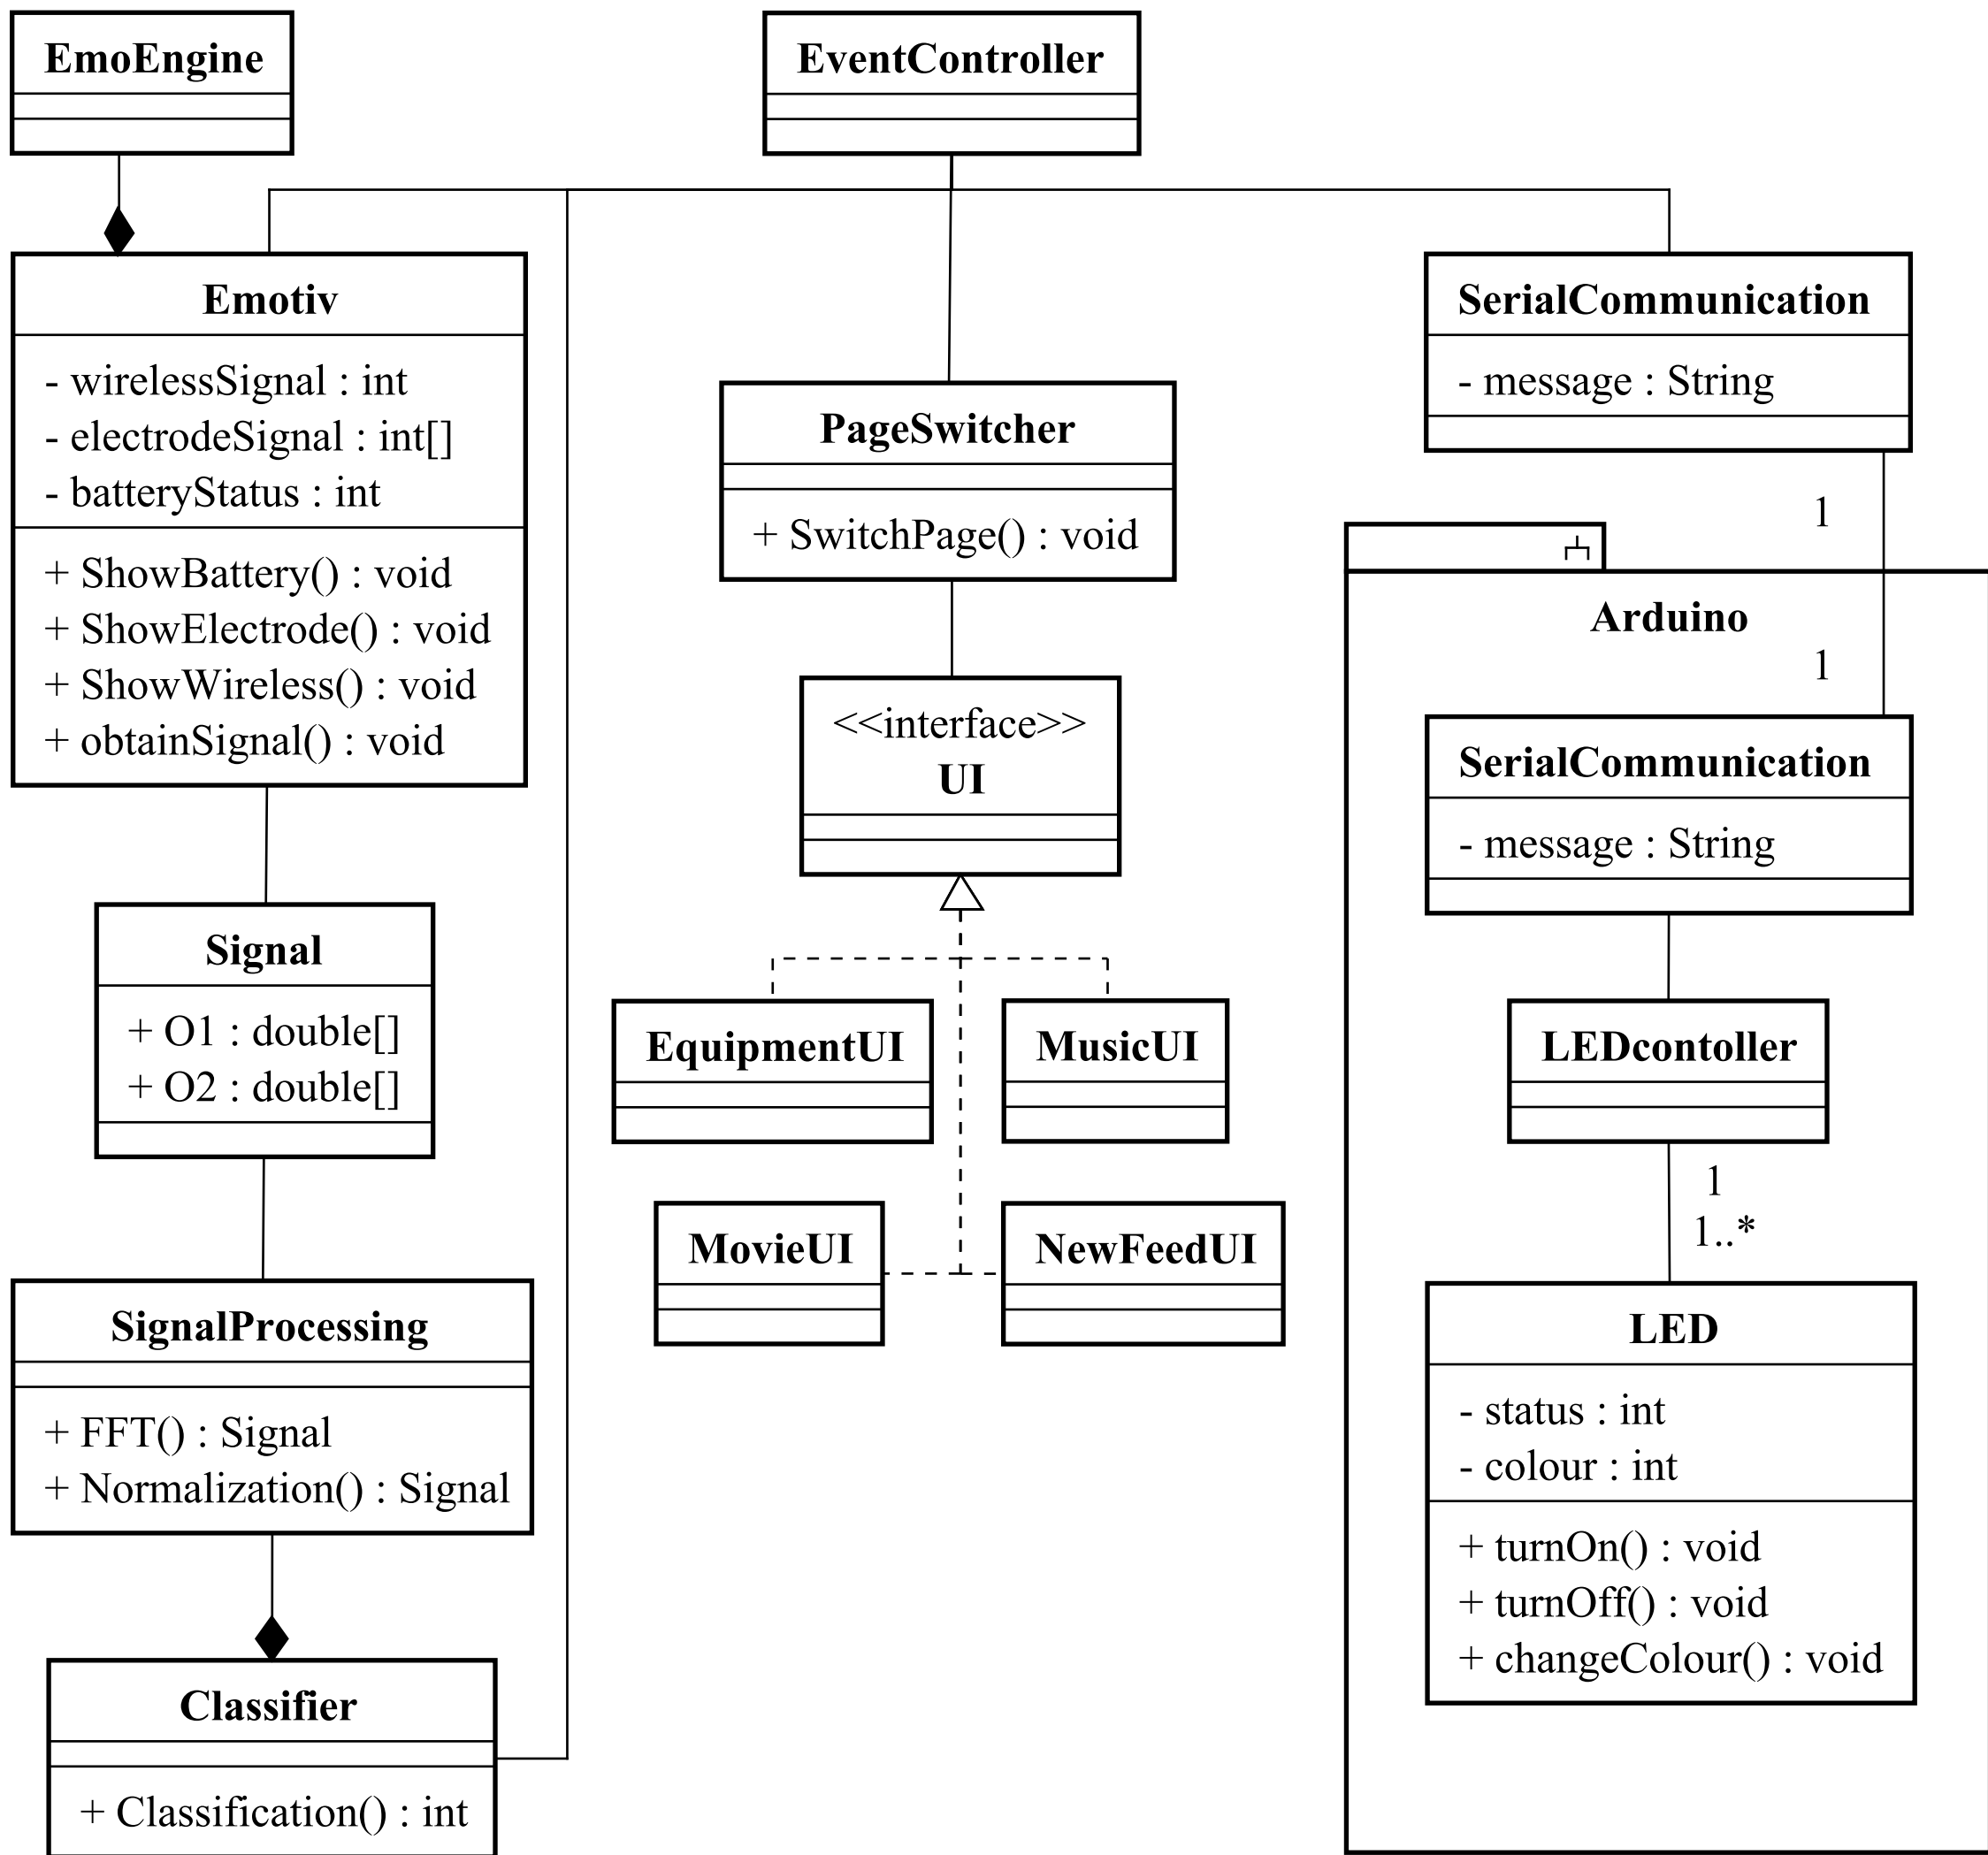 EmoEngine
EventController
Emotiv
- wirelessSignal : int
- electrodeSignal : int[]
- batteryStatus : int
+ ShowBattery() : void
+ ShowElectrode() : void
+ ShowWireless() : void
+ obtainSignal() : void
Signal
+ O1 : double[]
+ O2 : double[]
SignalProcessing
+ FFT() : Signal
+ Normalization() : Signal
Classifier
+ Classification() : int
PageSwitcher
+ SwitchPage() : void
<<interface>>
UI
EquipmentUI
MusicUI
MovieUI
NewFeedUI
SerialCommunication
- message : String
1
Arduino
1
SerialCommunication
- message : String
LEDcontoller
1
1..*
LED
- status : int
- colour : int
+ turnOn() : void
+ turnOff() : void
+ changeColour() : void